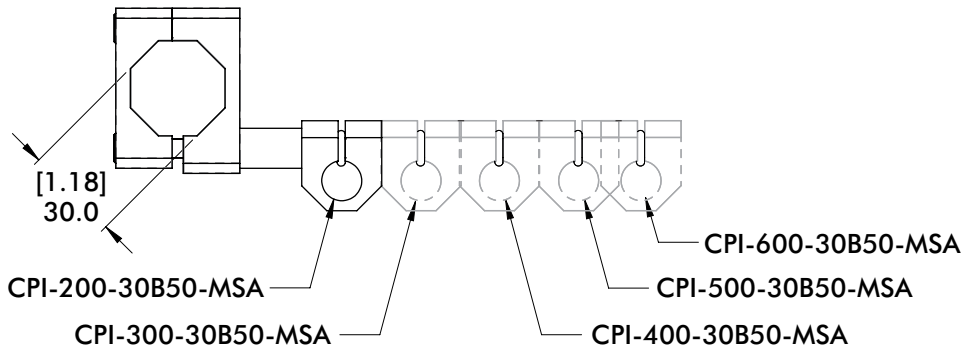 [1.18]
30.0
CPI-600-30B50-MSA
CPI-200-30B50-MSA
CPI-500-30B50-MSA
CPI-300-30B50-MSA
CPI-400-30B50-MSA